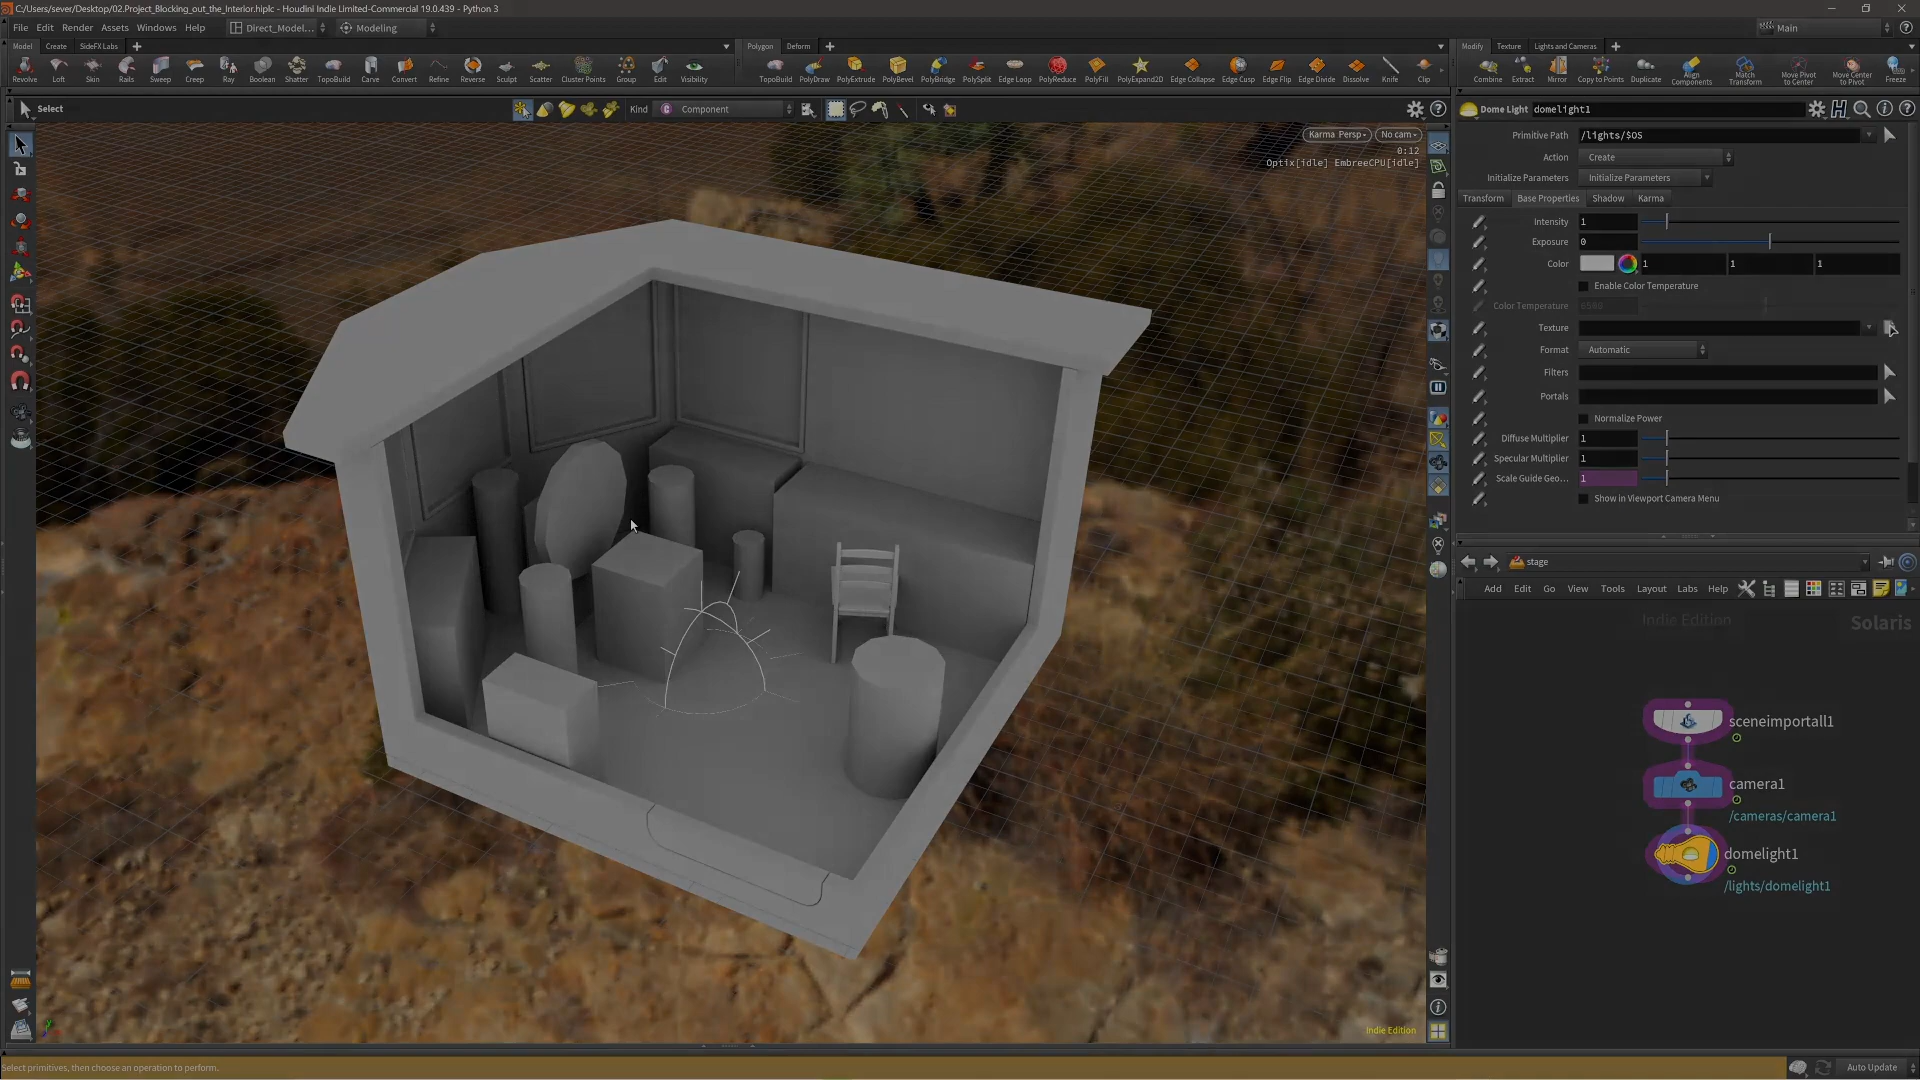 C:/Users/sever/Desktop/02.Project_Blocking_out_the_Interior.hiplc - Houdini Indie Limited-Commercial 19.0.439 - Python 3
File Edit Render Assets Windows Help Direct_Model... Modeling Main
Model Create SideFX Labs Polygon Deform Modify Texture Lights and Cameras
Revolve Loft Skin Rails Sweep Creep Ray Boolean Shatter TopoBuild Carve Convert Refine Reverse Sculpt Scatter Cluster Points Group Edit Visibility TopoBuild PolyDraw PolyExtrude PolyBevel PolyBridge PolySplit Edge Loop PolyReduce PolyFill PolyExpand2D Edge Collapse Edge Cusp Edge Flip Edge Divide Dissolve Knife Clip Combine Extract Mirror Copy to Points Duplicate Align Components Match Transform Move Pivot to Center Move Center to Pivot Freeze
Select Kind Component Dome Light domelight1
Karma Persp No cam
0:12
Optix[idle] EmbreeCPU[idle]
Primitive Path /lights/$OS
Action Create
Initialize Parameters Initialize Parameters
Transform Base Properties Shadow Karma
Intensity 1
Exposure 0
Color 1 1 1
Enable Color Temperature
Color Temperature 6500
Texture
Format Automatic
Filters
Portals
Normalize Power
Diffuse Multiplier 1
Specular Multiplier 1
Scale Guide Geo... 1
Show in Viewport Camera Menu
stage
Add Edit Go View Tools Layout Labs Help
Indie Edition Solaris
sceneimportall1
camera1
/cameras/camera1
domelight1
/lights/domelight1
Indie Edition
Select primitives, then choose an operation to perform.
Auto Update